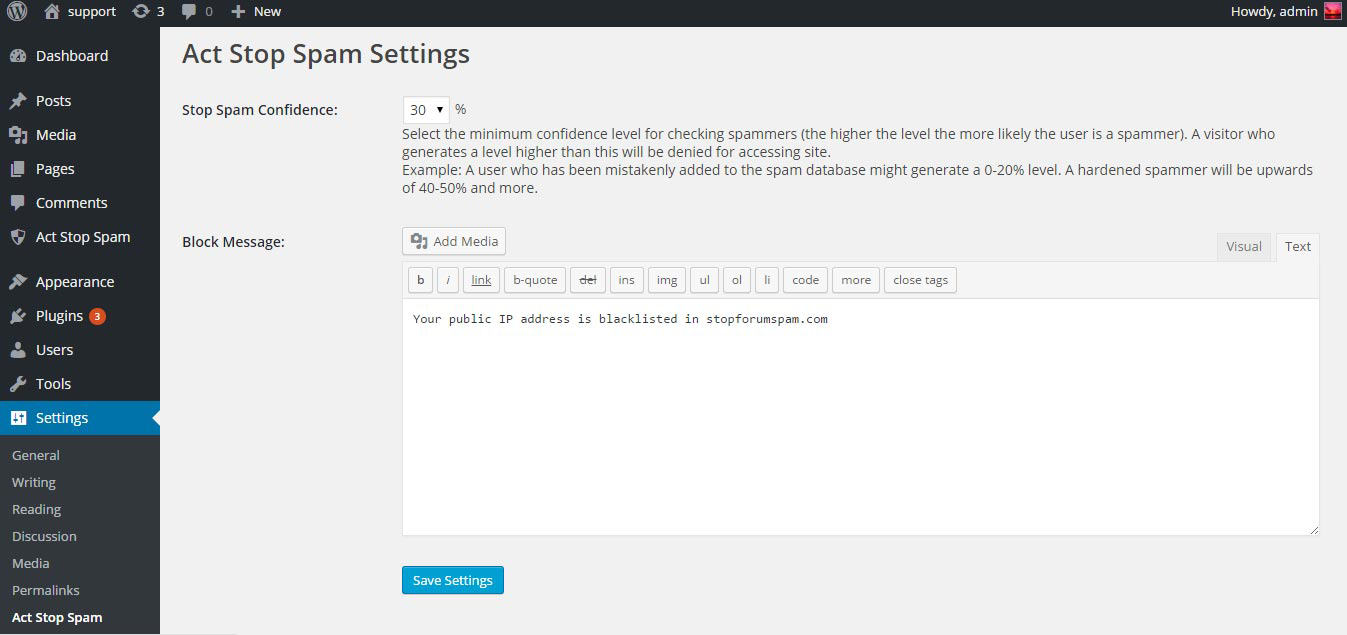 support 3 0 New Howdy, admin
Dashboard
Posts
Media
Pages
Comments
Act Stop Spam
Appearance
Plugins 3
Users
Tools
Settings
General
Writing
Reading
Discussion
Media
Permalinks
Act Stop Spam
Act Stop Spam Settings
Stop Spam Confidence:
30 %
Select the minimum confidence level for checking spammers (the higher the level the more likely the user is a spammer). A visitor who
generates a level higher than this will be denied for accessing site.
Example: A user who has been mistakenly added to the spam database might generate a 0-20% level. A hardened spammer will be upwards
of 40-50% and more.
Block Message:
Add Media
Visual Text
b i link b-quote del ins img ul ol li code more close tags
Your public IP address is blacklisted in stopforumspam.com
Save Settings